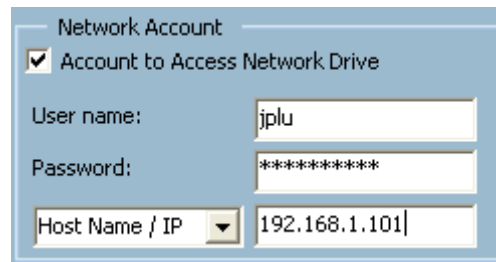 Network Account
Account to Access Network Drive
User name: jplu
Password: **********
Host Name / IP 192.168.1.101